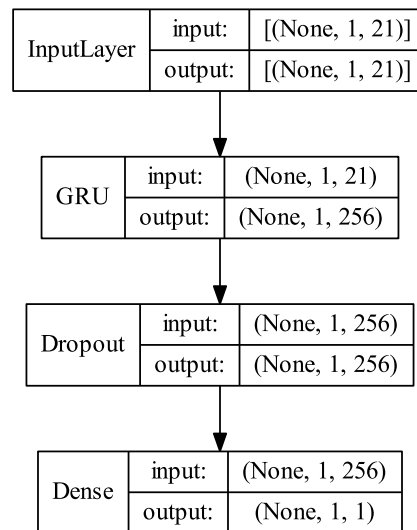 InputLayer
input: [(None, 1, 21)]
output: [(None, 1, 21)]
GRU
input: (None, 1, 21)
output: (None, 1, 256)
Dropout
input: (None, 1, 256)
output: (None, 1, 256)
Dense
input: (None, 1, 256)
output: (None, 1, 1)